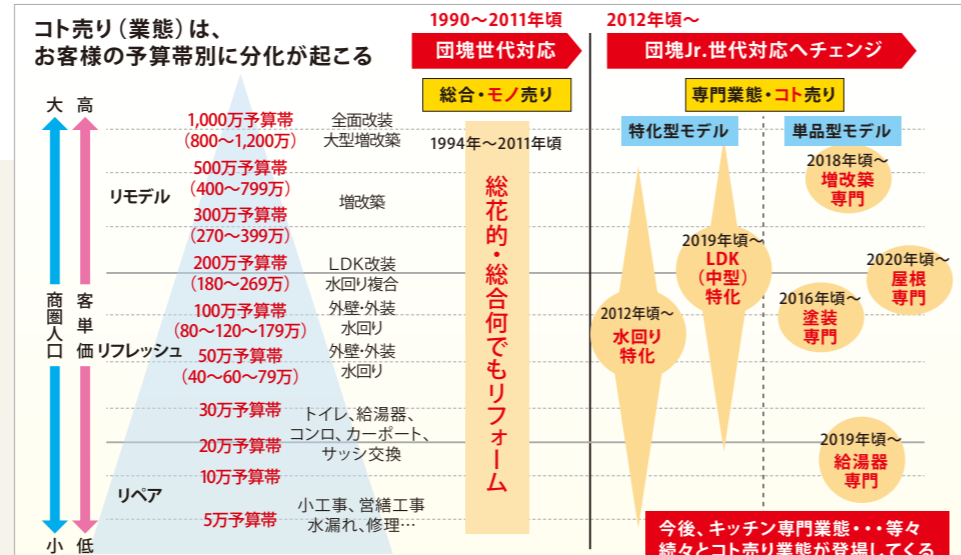 コト売り（業態）は、
お客様の予算帯別に分化が起こる
1990～2011年頃
団塊世代対応
総合・モノ売り
2012年～
団塊Jr.世代対応へチェンジ
専門業態・コト売り
特化型モデル
単品型モデル
大
高
商圏人口
客単価
小
低
リモデル
リフレッシュ
リペア
1,000万予算帯
（800～1,200万）
全面改装
大型増改築
500万予算帯
（400～799万）
300万予算帯
（270～399万）
増改築
200万予算帯
（180～269万）
LDK改装
水回り複合
100万予算帯
（80～120～179万）
外壁・外装
水回り
50万予算帯
（40～60～79万）
外壁・外装
水回り
30万予算帯
20万予算帯
トイレ、給湯器、
コンロ、カーポート、
サッシ交換
10万予算帯
5万予算帯
小工事、営繕工事
水漏れ、修理…
1994年～2011年頃
総花的・総合何でもリフォーム
2012年頃～
水回り
特化
2019年頃～
LDK
（中型）
特化
2018年頃～
増改築
専門
2020年頃～
屋根
専門
2016年頃～
塗装
専門
2019年頃～
給湯器
専門
今後、キッチン専門業態・・・等々
続々とコト売り業態が登場してくる